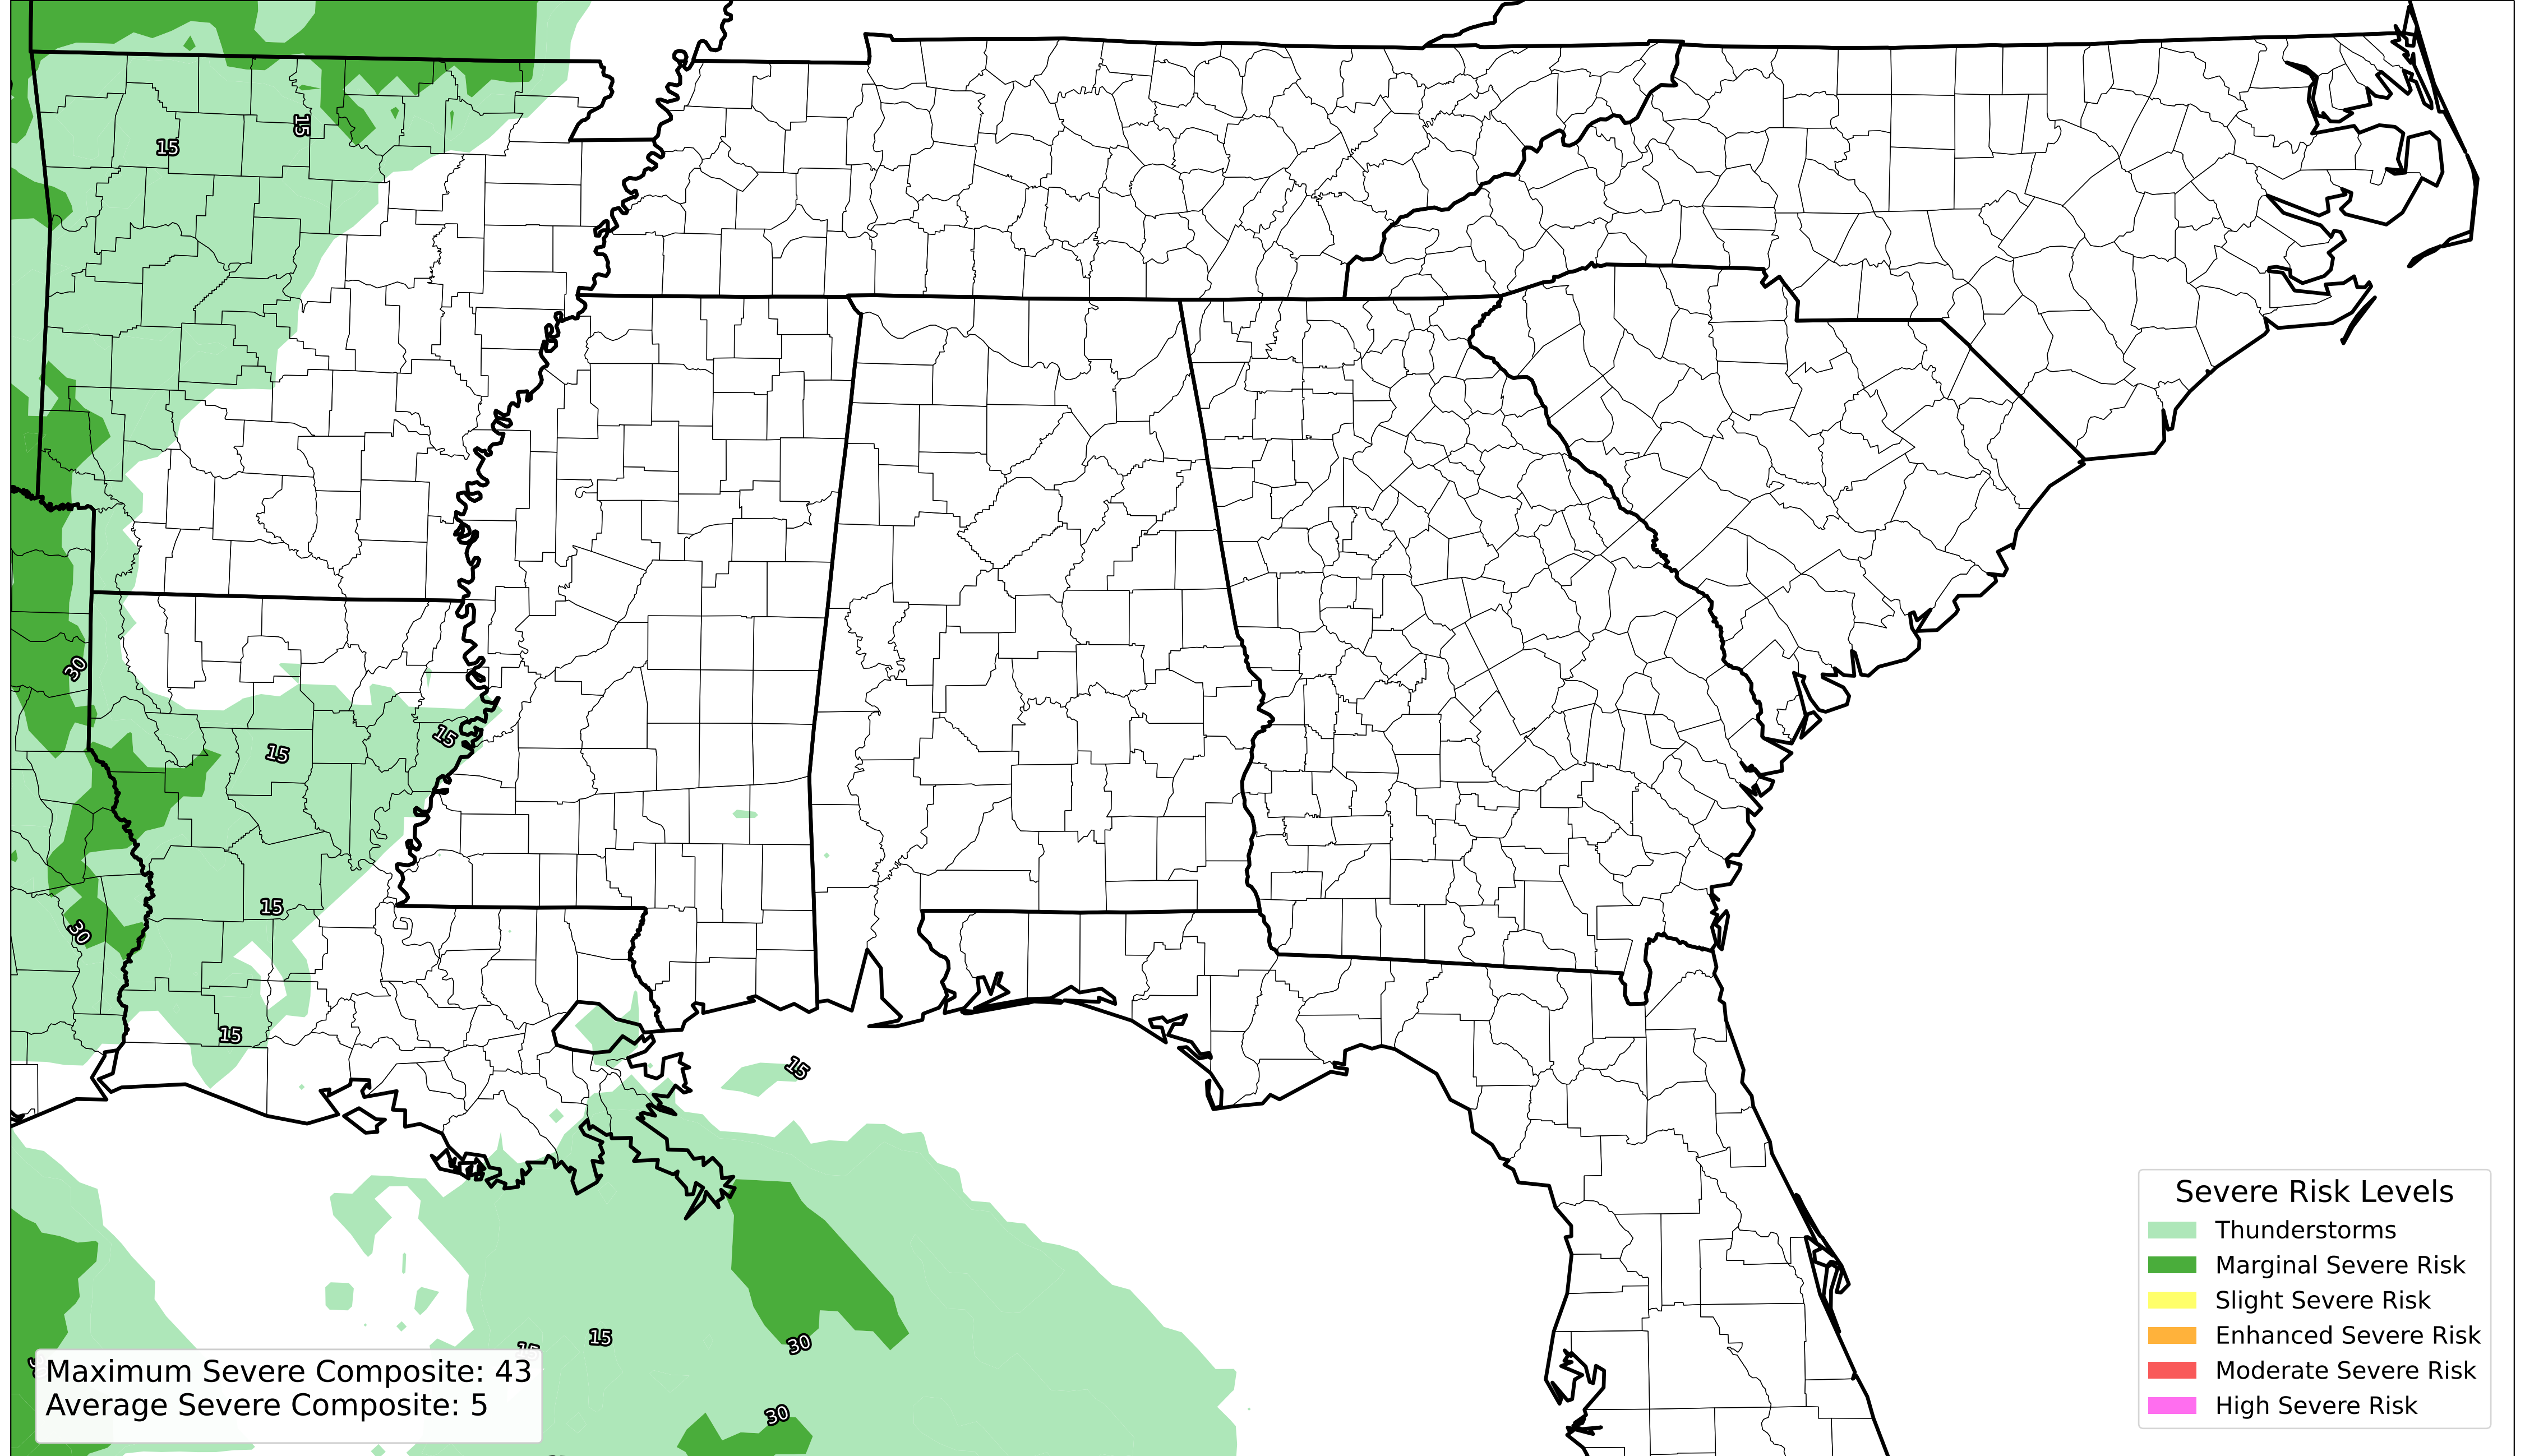 15
15
30
15
15
15
30
15
15
15
15
30
30
Maximum Severe Composite: 43
Average Severe Composite: 5
Severe Risk Levels
Thunderstorms
Marginal Severe Risk
Slight Severe Risk
Enhanced Severe Risk
Moderate Severe Risk
High Severe Risk